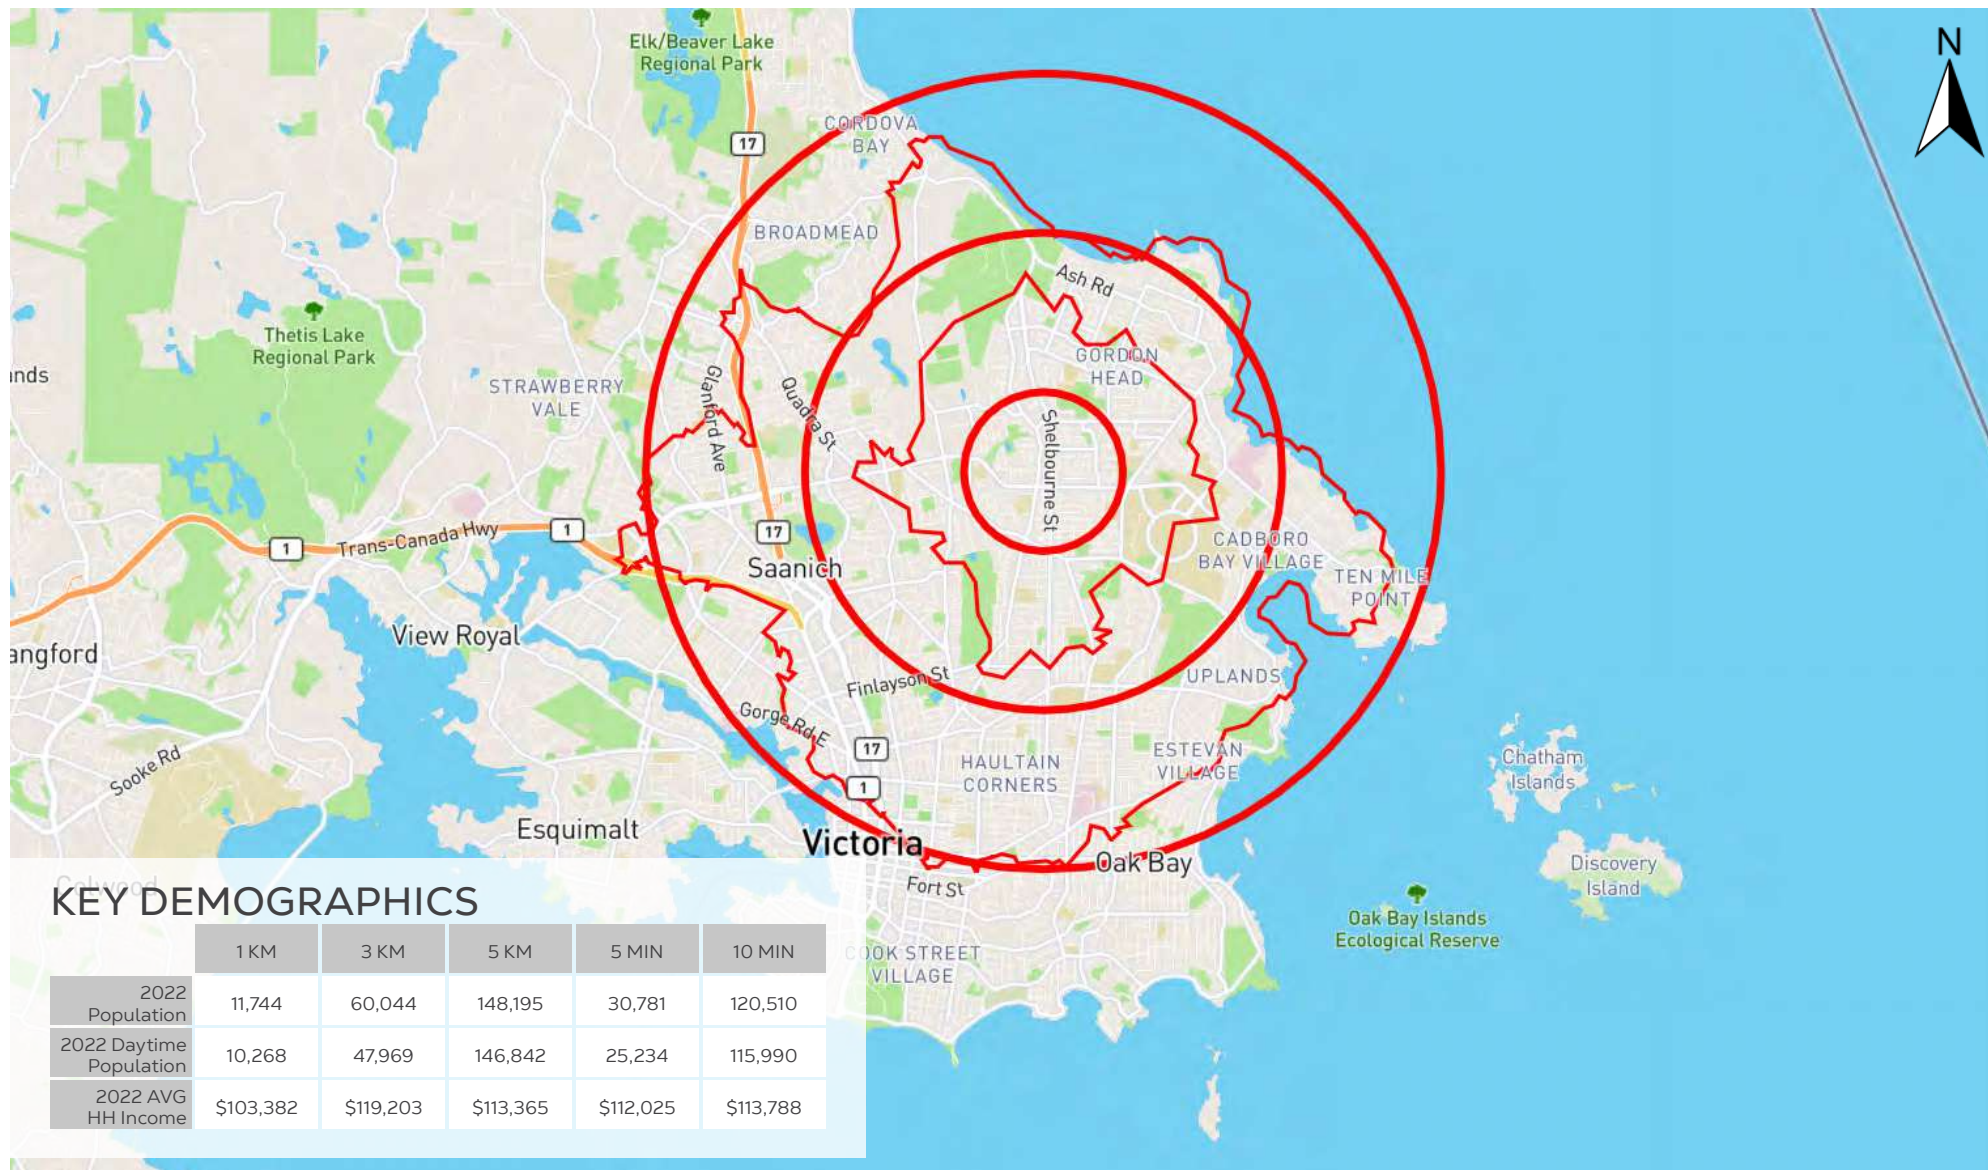 N
Elk/Beaver Lake
Regional Park
CORDOVA
BAY
17
BROADMEAD
Ash Rd
Thetis Lake
Regional Park
ands
STRAWBERRY
VALE
Glanford Ave
Quadra St
GORDON
HEAD
Shelbourne St
1
Trans-Canada Hwy
1
17
Saanich
CADBORO
BAY VILLAGE
TEN MILE
POINT
View Royal
angford
Finlayson St
UPLANDS
Gorge Rd E
17
HAULTAIN
CORNERS
ESTEVAN
VILLAGE
Sooke Rd
1
Chatham
Islands
Esquimalt
Victoria
Oak Bay
Discovery
Island
Fort St
Colwood
Oak Bay Islands
Ecological Reserve
COOK STREET
VILLAGE
KEY DEMOGRAPHICS
1 KM 3 KM 5 KM 5 MIN 10 MIN
2022
Population 11,744 60,044 148,195 30,781 120,510
2022 Daytime
Population 10,268 47,969 146,842 25,234 115,990
2022 AVG
HH Income $103,382 $119,203 $113,365 $112,025 $113,788